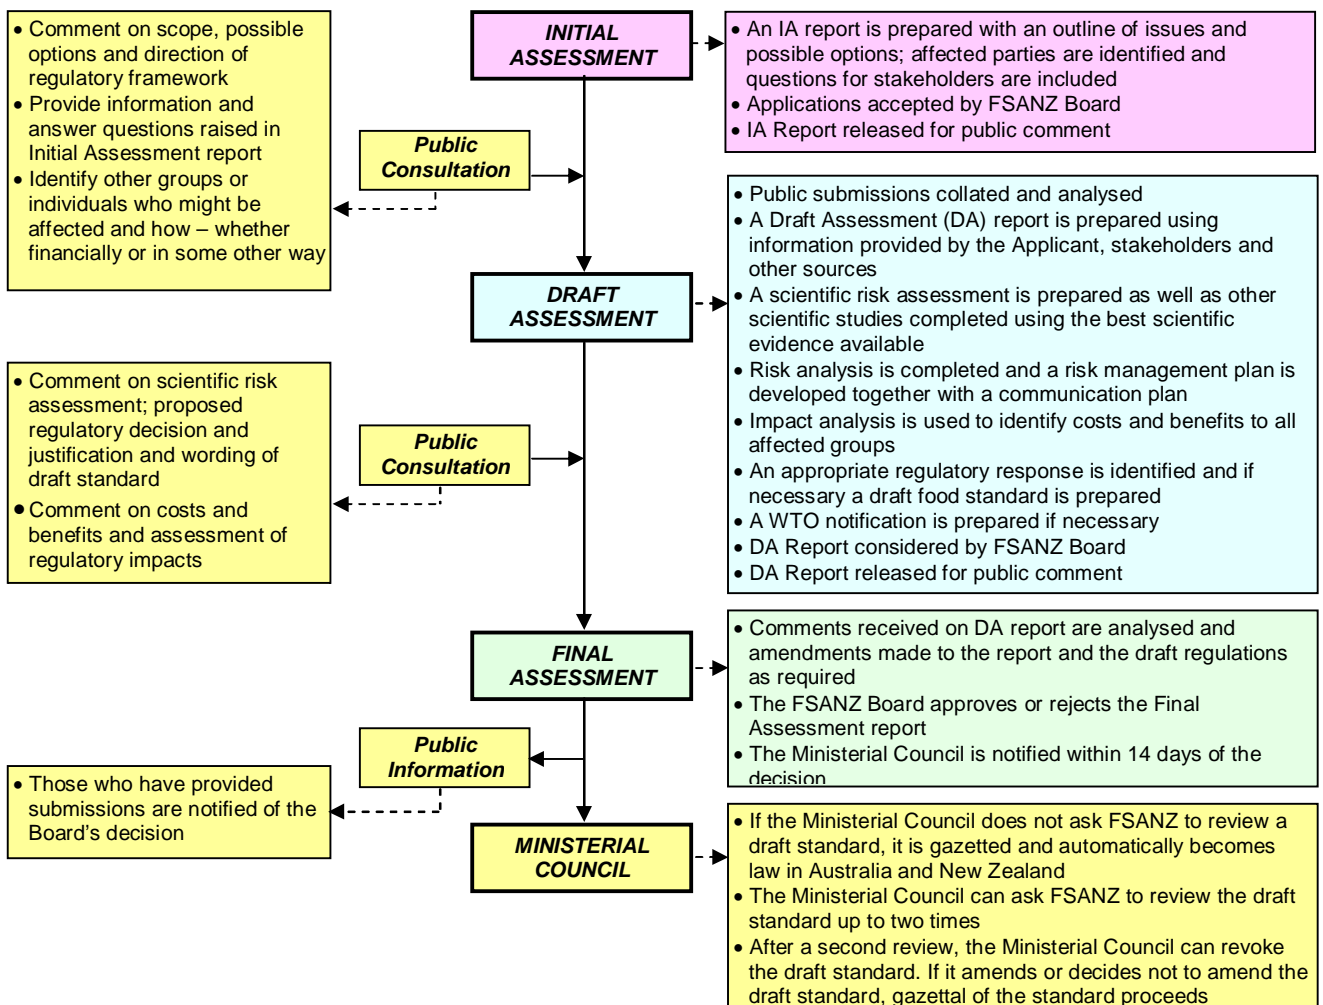 • Comment on scope, possible
options and direction of
regulatory framework
• Provide information and
answer questions raised in
Initial Assessment report
• Identify other groups or
individuals who might be
affected and how – whether
financially or in some other way
INITIAL
ASSESSMENT
• An IA report is prepared with an outline of issues and
possible options; affected parties are identified and
questions for stakeholders are included
• Applications accepted by FSANZ Board
• IA Report released for public comment
Public
Consultation
• Public submissions collated and analysed
• A Draft Assessment (DA) report is prepared using
information provided by the Applicant, stakeholders and
other sources
• A scientific risk assessment is prepared as well as other
scientific studies completed using the best scientific
evidence available
• Risk analysis is completed and a risk management plan is
developed together with a communication plan
• Impact analysis is used to identify costs and benefits to all
affected groups
• An appropriate regulatory response is identified and if
necessary a draft food standard is prepared
• A WTO notification is prepared if necessary
• DA Report considered by FSANZ Board
• DA Report released for public comment
DRAFT
ASSESSMENT
• Comment on scientific risk
assessment; proposed
regulatory decision and
justification and wording of
draft standard
• Comment on costs and
benefits and assessment of
regulatory impacts
Public
Consultation
FINAL
ASSESSMENT
• Comments received on DA report are analysed and
amendments made to the report and the draft regulations
as required
• The FSANZ Board approves or rejects the Final
Assessment report
• The Ministerial Council is notified within 14 days of the
decision
Public
Information
• Those who have provided
submissions are notified of the
Board's decision
MINISTERIAL
COUNCIL
• If the Ministerial Council does not ask FSANZ to review a
draft standard, it is gazetted and automatically becomes
law in Australia and New Zealand
• The Ministerial Council can ask FSANZ to review the draft
standard up to two times
• After a second review, the Ministerial Council can revoke
the draft standard. If it amends or decides not to amend the
draft standard, gazettal of the standard proceeds